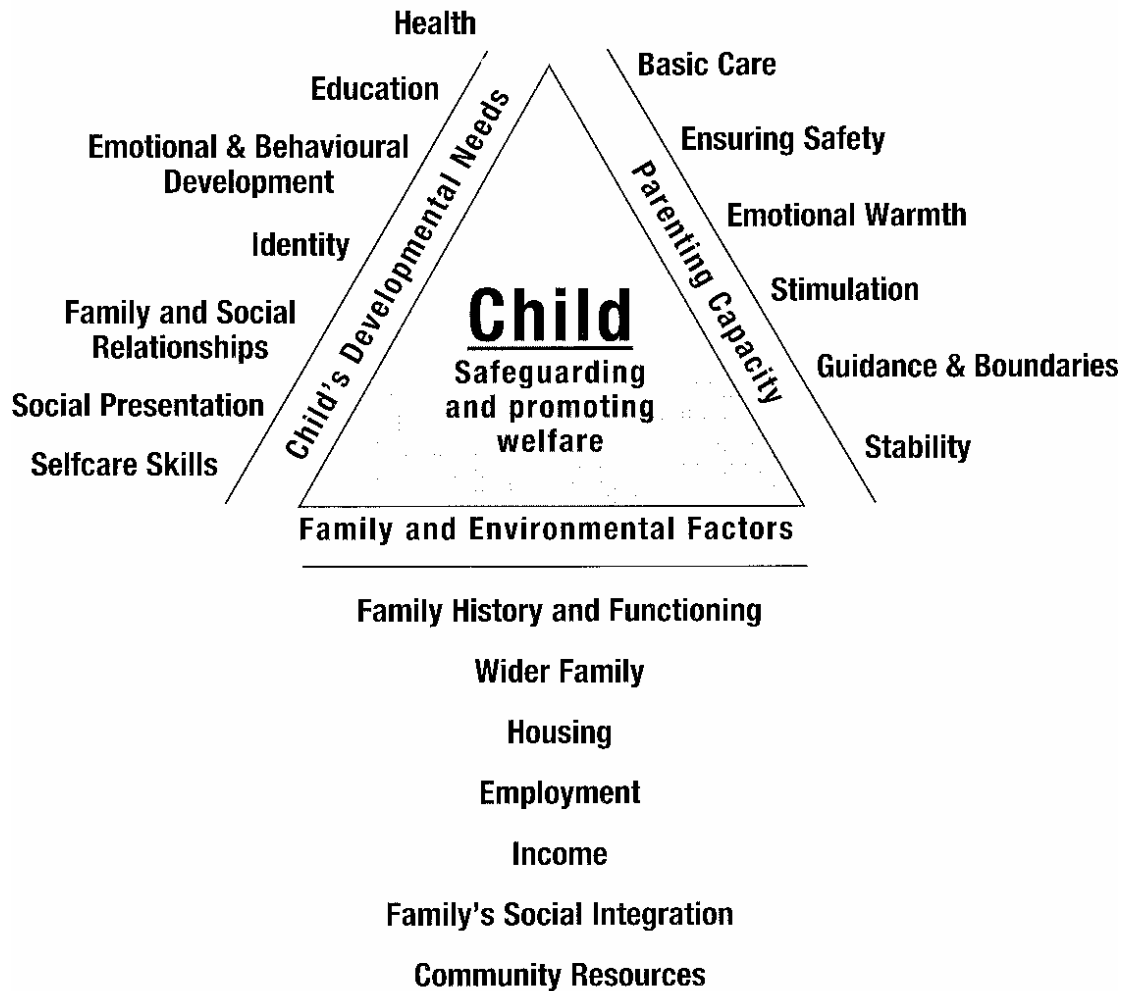 Health
Education
Emotional & Behavioural
Development
Identity
Family and Social
Relationships
Social Presentation
Selfcare Skills
Child's Developmental Needs
Basic Care
Ensuring Safety
Emotional Warmth
Stimulation
Guidance & Boundaries
Stability
Parenting Capacity
Child
Safeguarding
and promoting
welfare
Family and Environmental Factors
Family History and Functioning
Wider Family
Housing
Employment
Income
Family's Social Integration
Community Resources